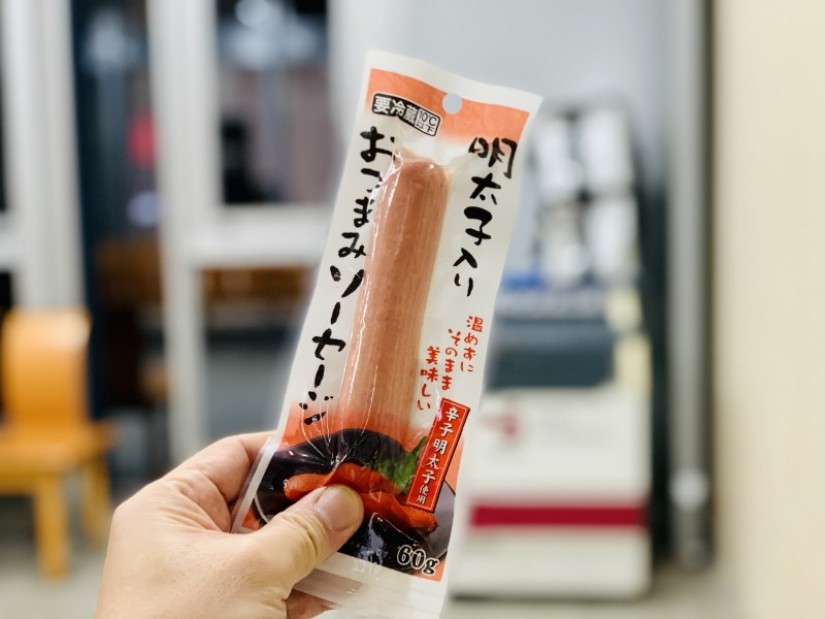 要冷蔵 10℃以下
明太子入り
おつまみソーセージ
温めずに
そのまま
美味しい
辛子明太子使用
60g